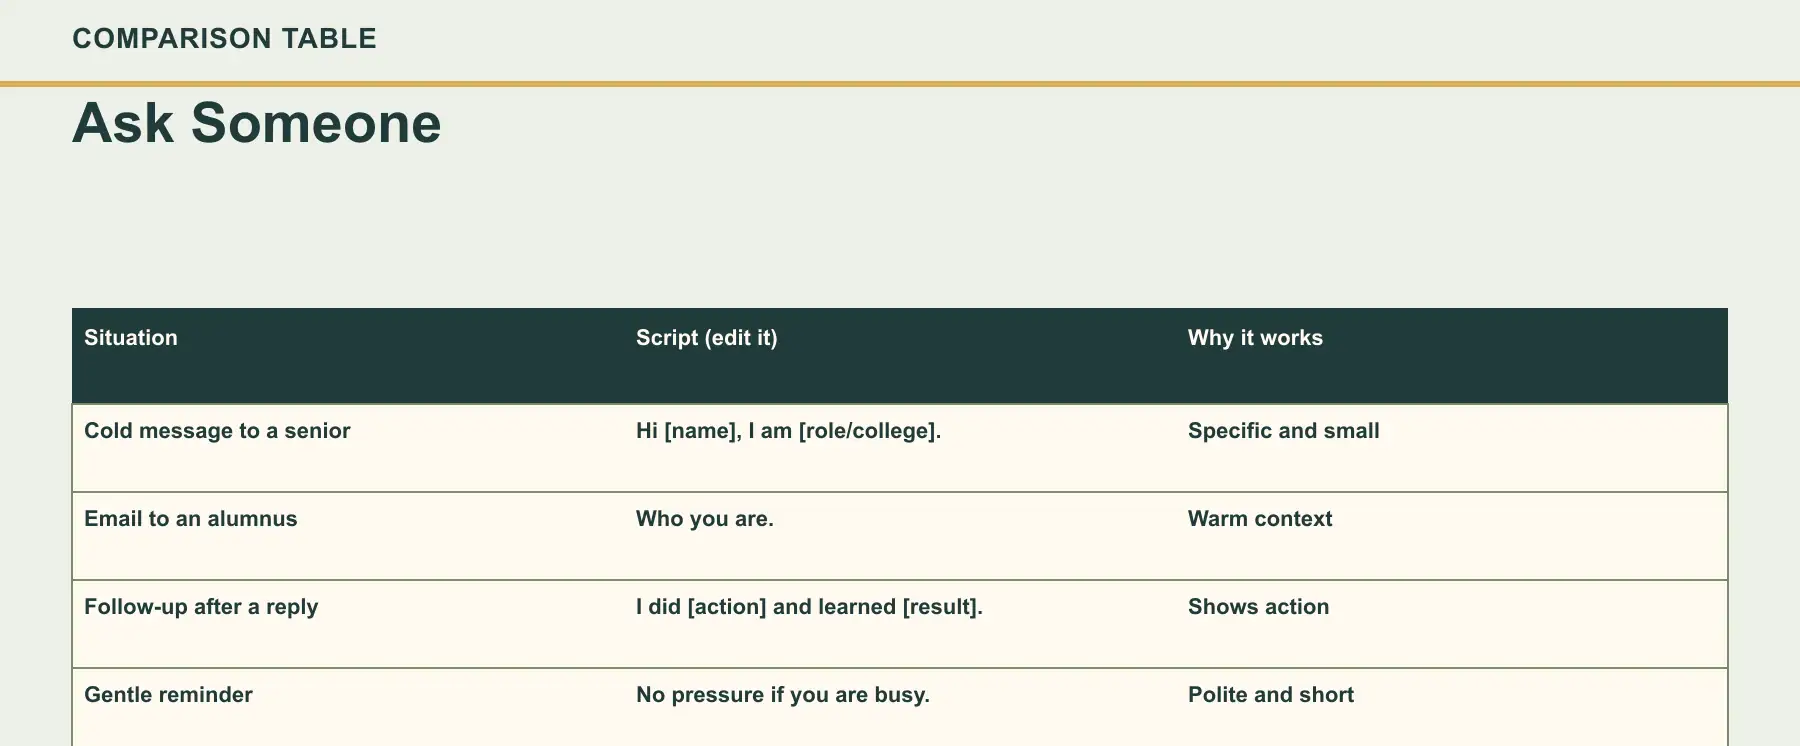 COMPARISON TABLE
Ask Someone
Situation Script (edit it) Why it works
Cold message to a senior Hi [name], I am [role/college]. Specific and small
Email to an alumnus Who you are. Warm context
Follow-up after a reply I did [action] and learned [result]. Shows action
Gentle reminder No pressure if you are busy. Polite and short